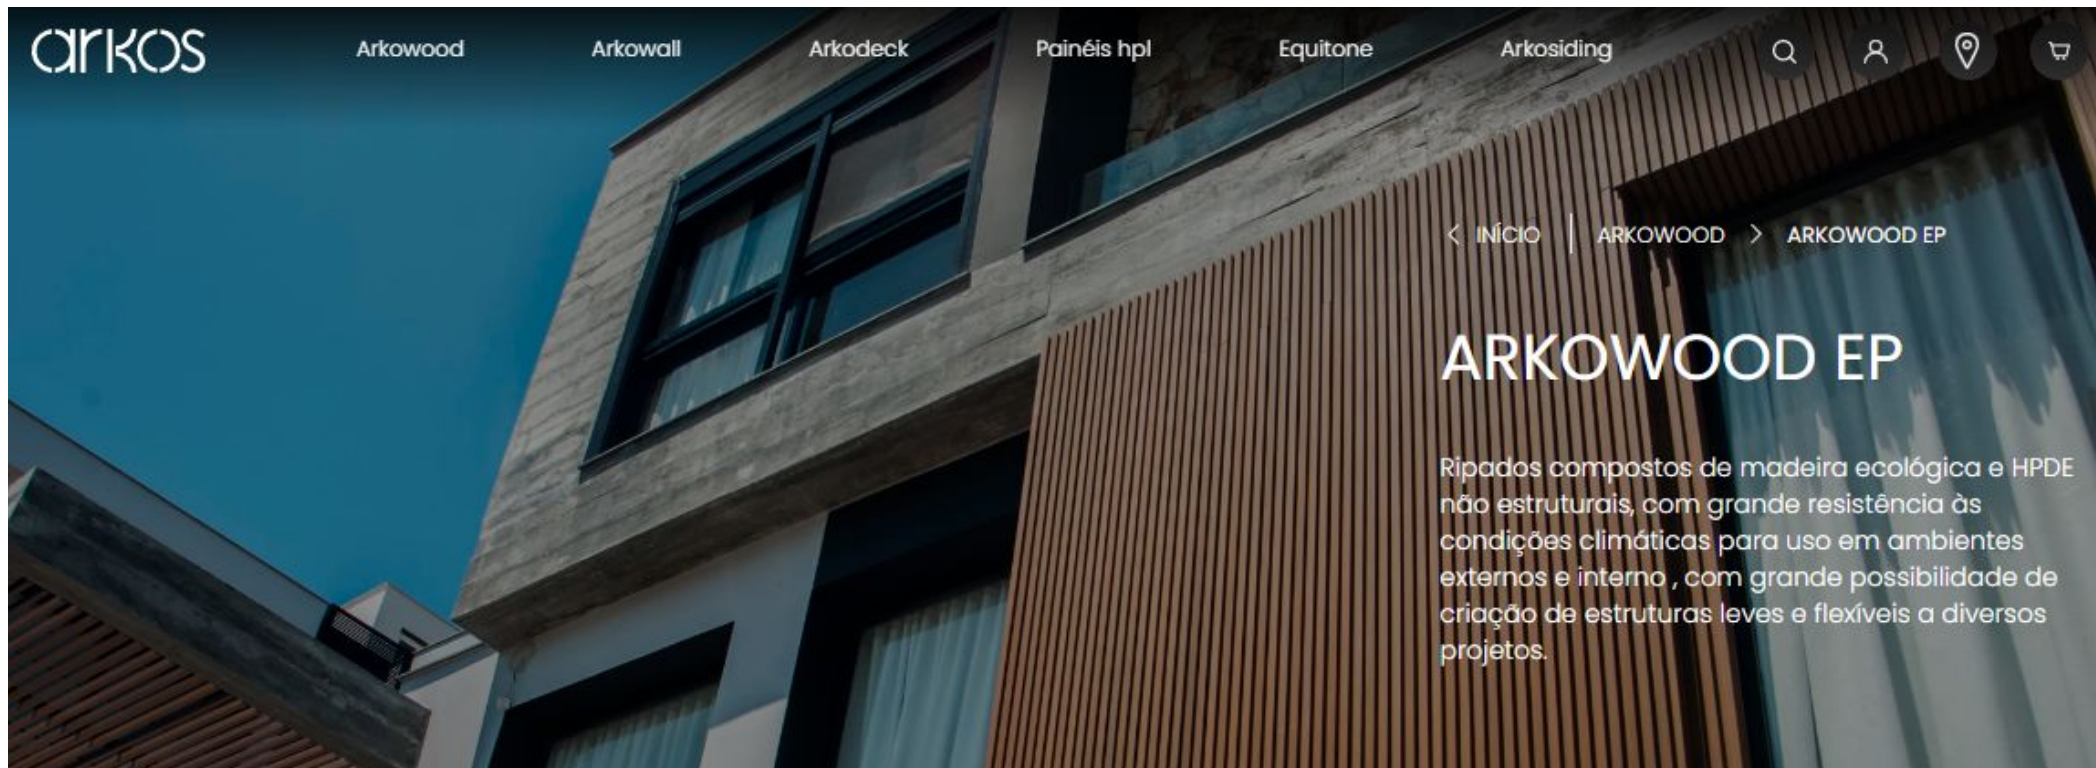 arkos
Arkowood
Arkowall
Arkodeck
Painéis hpl
Equitone
Arkosiding
INÍCIO
ARKOWOOD > ARKOWOOD EP
ARKOWOOD EP
Ripados compostos de madeira ecológica e HPDE
não estruturais, com grande resistência às
condições climáticas para uso em ambientes
externos e interno , com grande possibilidade de
criação de estruturas leves e flexíveis a diversos
projetos.